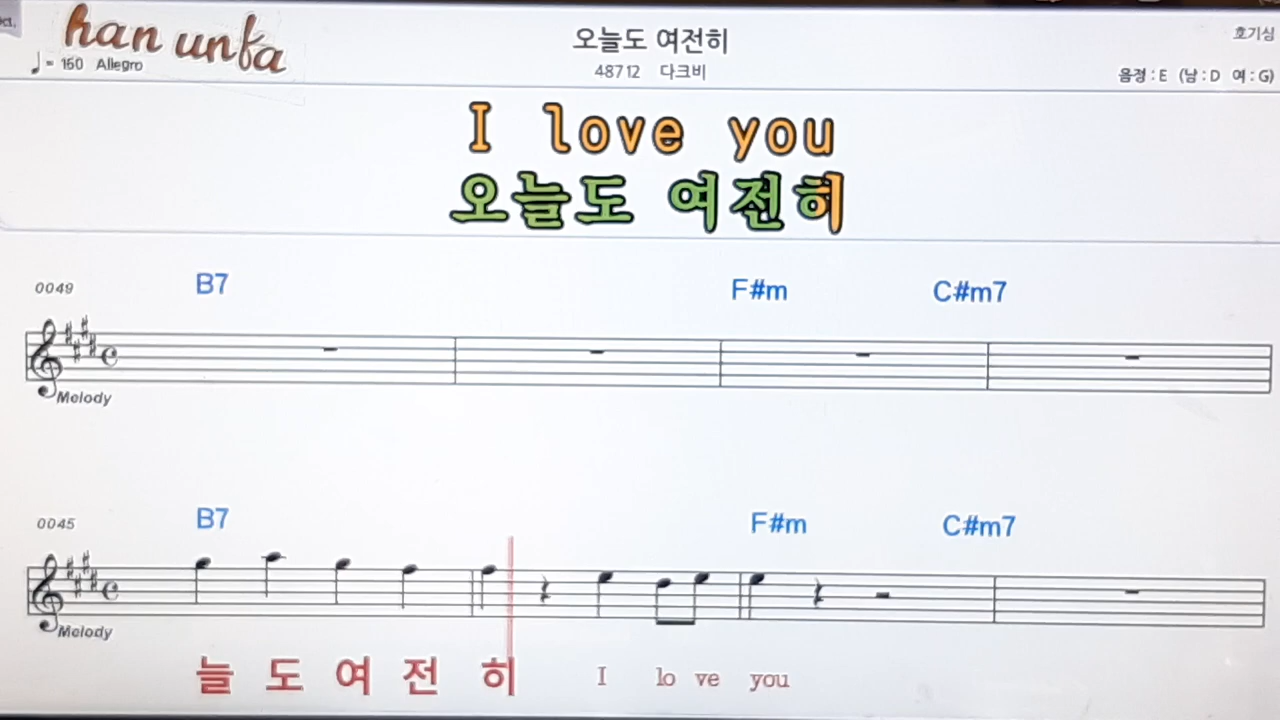 han unfa
♩= 160 Allegro
오늘도 여전히
48712 다크비
호기심
음정 : E (남 : D 여 : G)
I love you
오늘도 여전히
0049 B7 F#m C#m7
Melody
0045 B7 F#m C#m7
Melody
늘 도 여 전 히 I lo ve you